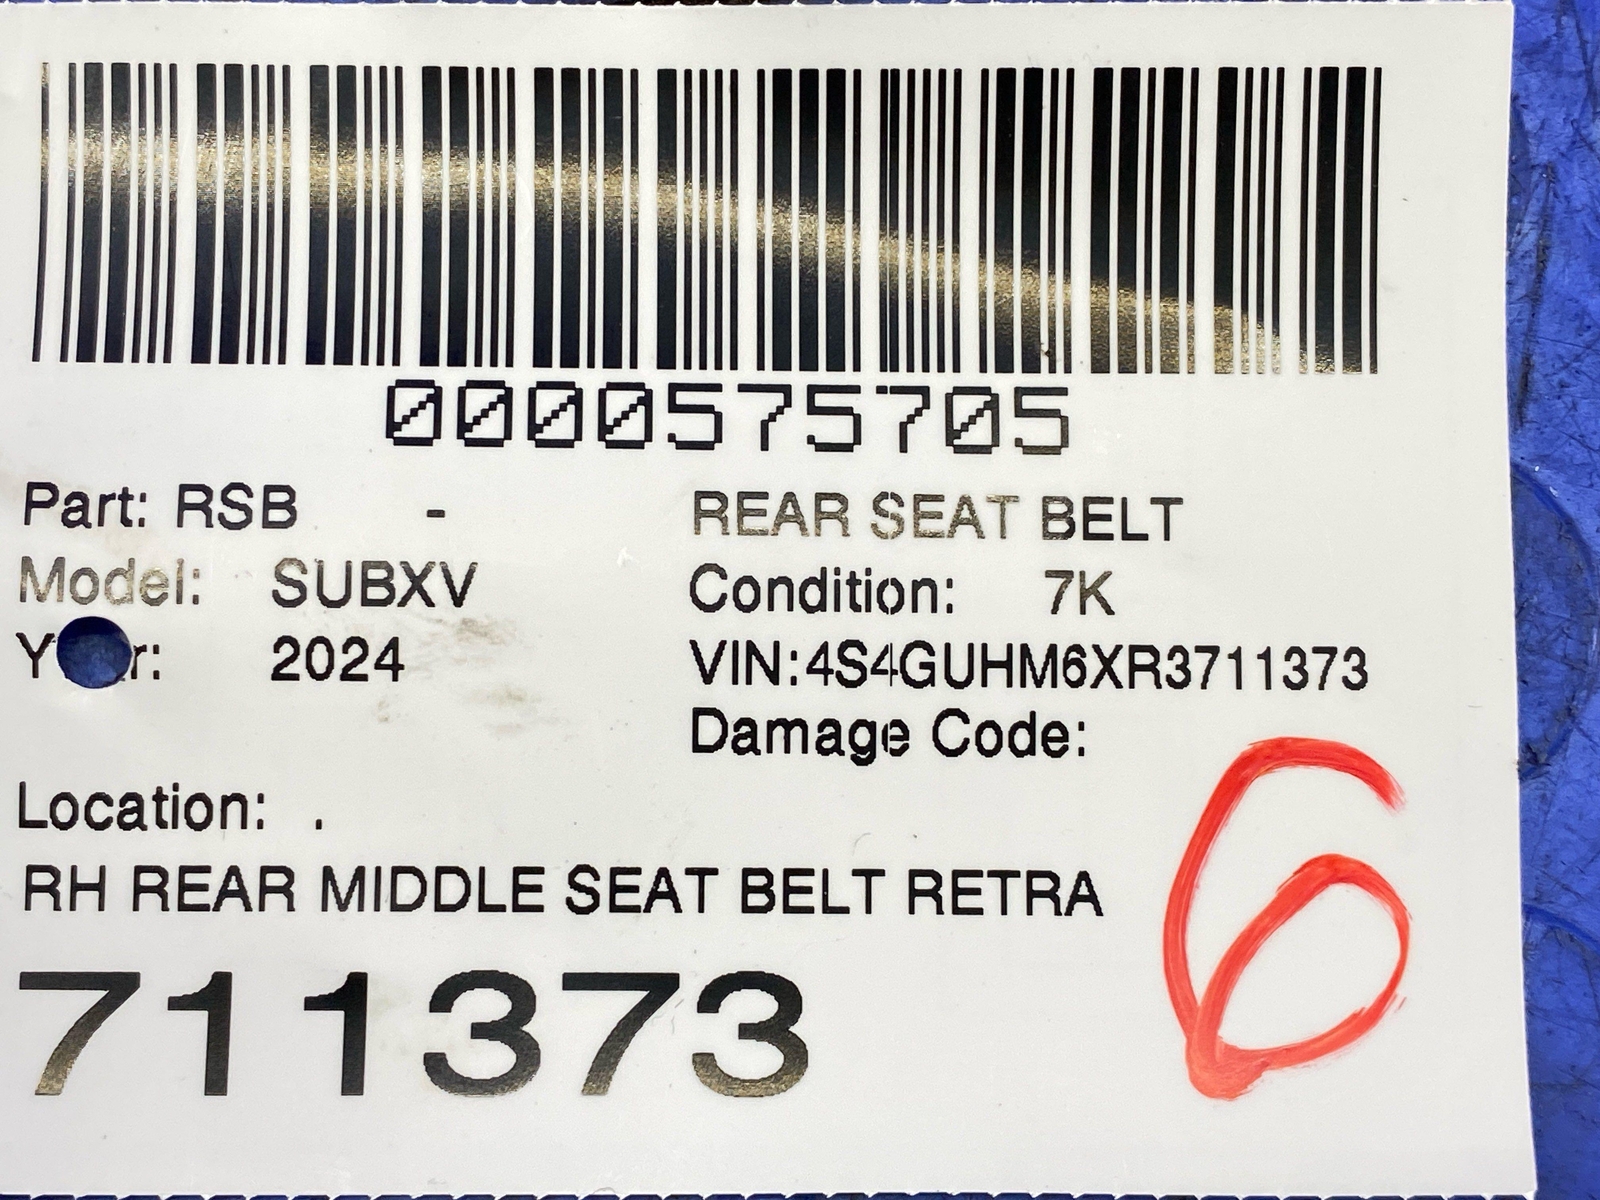 0000575705
Part: RSB - REAR SEAT BELT
Model: SUBXV Condition: 7K
Year: 2024 VIN:4S4GUHM6XR3711373
Damage Code:
Location: .
RH REAR MIDDLE SEAT BELT RETRA
711373
6